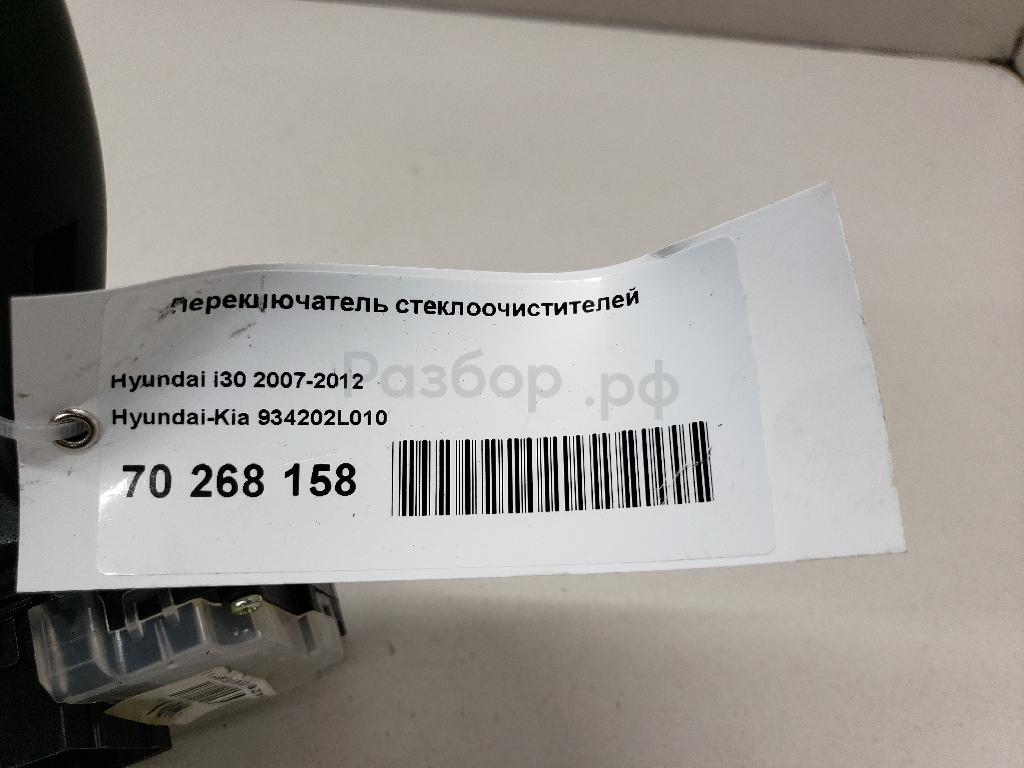 Переключатель стеклоочистителей
Hyundai i30 2007-2012
Разбор.рф
Hyundai-Kia 934202L010
70 268 158